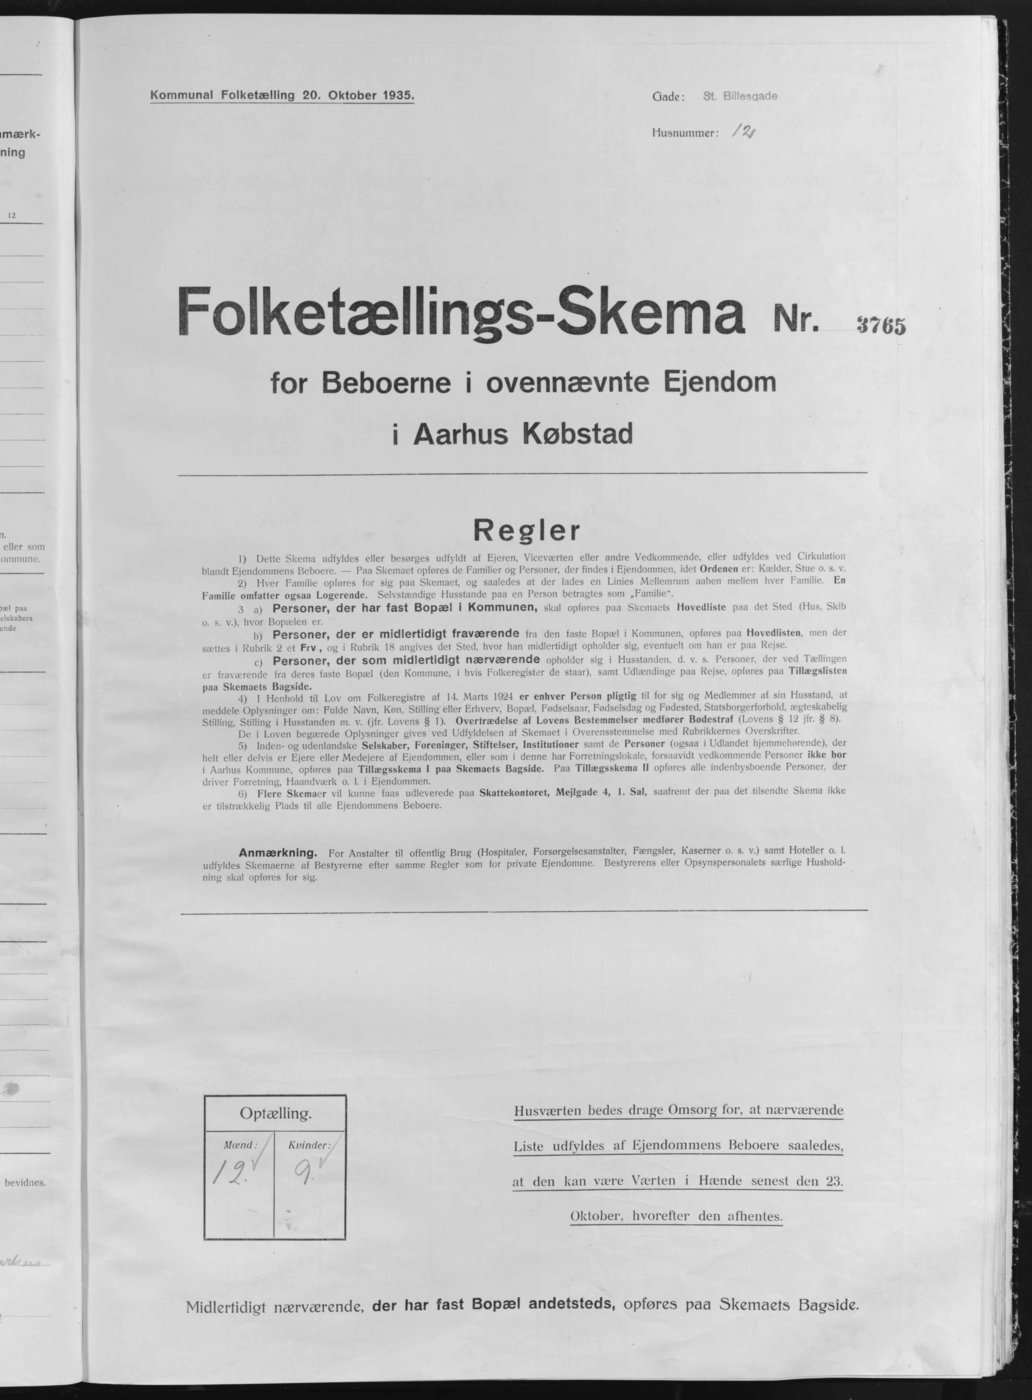 mærk-
ning
12
n.
eller som
ommune.
pæl paa
elskabers
ende
bevidnes.
Kommunal Folketælling 20. Oktober 1935.
Gade: St. Billesgade
Husnummer: 12
Folketællings-Skema Nr. 3765
for Beboerne i ovennævnte Ejendom
i Aarhus Købstad
Regler
1) Dette Skema udfyldes eller besørges udfyldt af Ejeren, Viceværten eller andre Vedkommende, eller udfyldes ved Cirkulation
blandt Ejendommens Beboere. — Paa Skemaet opføres de Familier og Personer, der findes i Ejendommen, idet Ordenen er: Kælder, Stue o. s. v.
2) Hver Familie opføres for sig paa Skemaet, og saaledes at der lades en Linies Mellemrum aaben mellem hver Familie. En
Familie omfatter ogsaa Logerende. Selvstændige Husstande paa en Person betragtes som „Familie“.
3 a) Personer, der har fast Bopæl i Kommunen, skal opføres paa Skemaets Hovedliste paa det Sted (Hus, Skib
o. s. v.), hvor Bopælen er.
b) Personer, der er midlertidigt fraværende fra den faste Bopæl i Kommunen, opføres paa Hovedlisten, men der
sættes i Rubrik 2 et Frv., og i Rubrik 18 angives det Sted, hvor han midlertidigt opholder sig, eventuelt om han er paa Rejse.
c) Personer, der som midlertidigt nærværende opholder sig i Husstanden, d. v. s. Personer, der ved Tællingen
er fraværende fra deres faste Bopæl (den Kommune, i hvis Folkeregister de staar), samt Udlændinge paa Rejse, opføres paa Tillægslisten
paa Skemaets Bagside.
4) I Henhold til Lov om Folkeregistre af 14. Marts 1924 er enhver Person pligtig til for sig og Medlemmer af sin Husstand, at
meddele Oplysninger om: Fulde Navn, Køn, Stilling eller Erhverv, Bopæl, Fødselsaar, Fødselsdag og Fødested, Statsborgerforhold, ægteskabelig
Stilling, Stilling i Husstanden m. v. (jfr. Lovens § 1). Overtrædelse af Lovens Bestemmelser medfører Bødestraf (Lovens § 12 jfr. § 8).
De i Loven begærede Oplysninger gives ved Udfyldelsen af Skemaet i Overensstemmelse med Rubrikkernes Overskrifter.
5) Inden- og udenlandske Selskaber, Foreninger, Stiftelser, Institutioner samt de Personer (ogsaa i Udlandet hjemmehørende), der
helt eller delvis er Ejere eller Medejere af Ejendommen, eller som i denne har Forretningslokale, forsaavidt vedkommende Personer ikke bor
i Aarhus Kommune, opføres paa Tillægsskema I paa Skemaets Bagside. Paa Tillægsskema II opføres alle indenbysboende Personer, der
driver Forretning, Haandværk o. l. i Ejendommen.
6) Flere Skemaer vil kunne faas udleverede paa Skattekontoret, Mejlgade 4, 1. Sal, saafremt der paa det tilsendte Skema ikke
er tilstrækkelig Plads til alle Ejendommens Beboere.
Anmærkning. For Anstalter til offentlig Brug (Hospitaler, Forsørgelsesanstalter, Fængsler, Kaserner o. s. v.) samt Hoteller o. l.
udfyldes Skemaerne af Bestyrerne efter samme Regler som for private Ejendomme. Bestyrerens eller Opsynspersonalets særlige Hushold-
ning skal opføres for sig.
Optælling.
Mænd: Kvinder:
12. 9.
Husværten bedes drage Omsorg for, at nærværende
Liste udfyldes af Ejendommens Beboere saaledes,
at den kan være Værten i Hænde senest den 23.
Oktober, hvorefter den afhentes.
Midlertidigt nærværende, der har fast Bopæl andetsteds, opføres paa Skemaets Bagside.